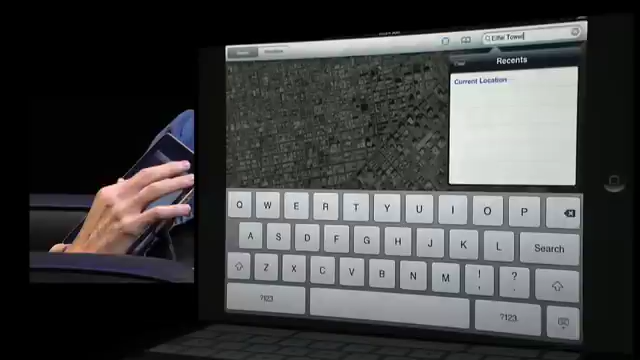 Eiffel Tower
Recents
Current Location
Q W E R T Y U I O P
A S D F G H J K L Search
Z X C V B N M ! , ? .
.?123 .?123